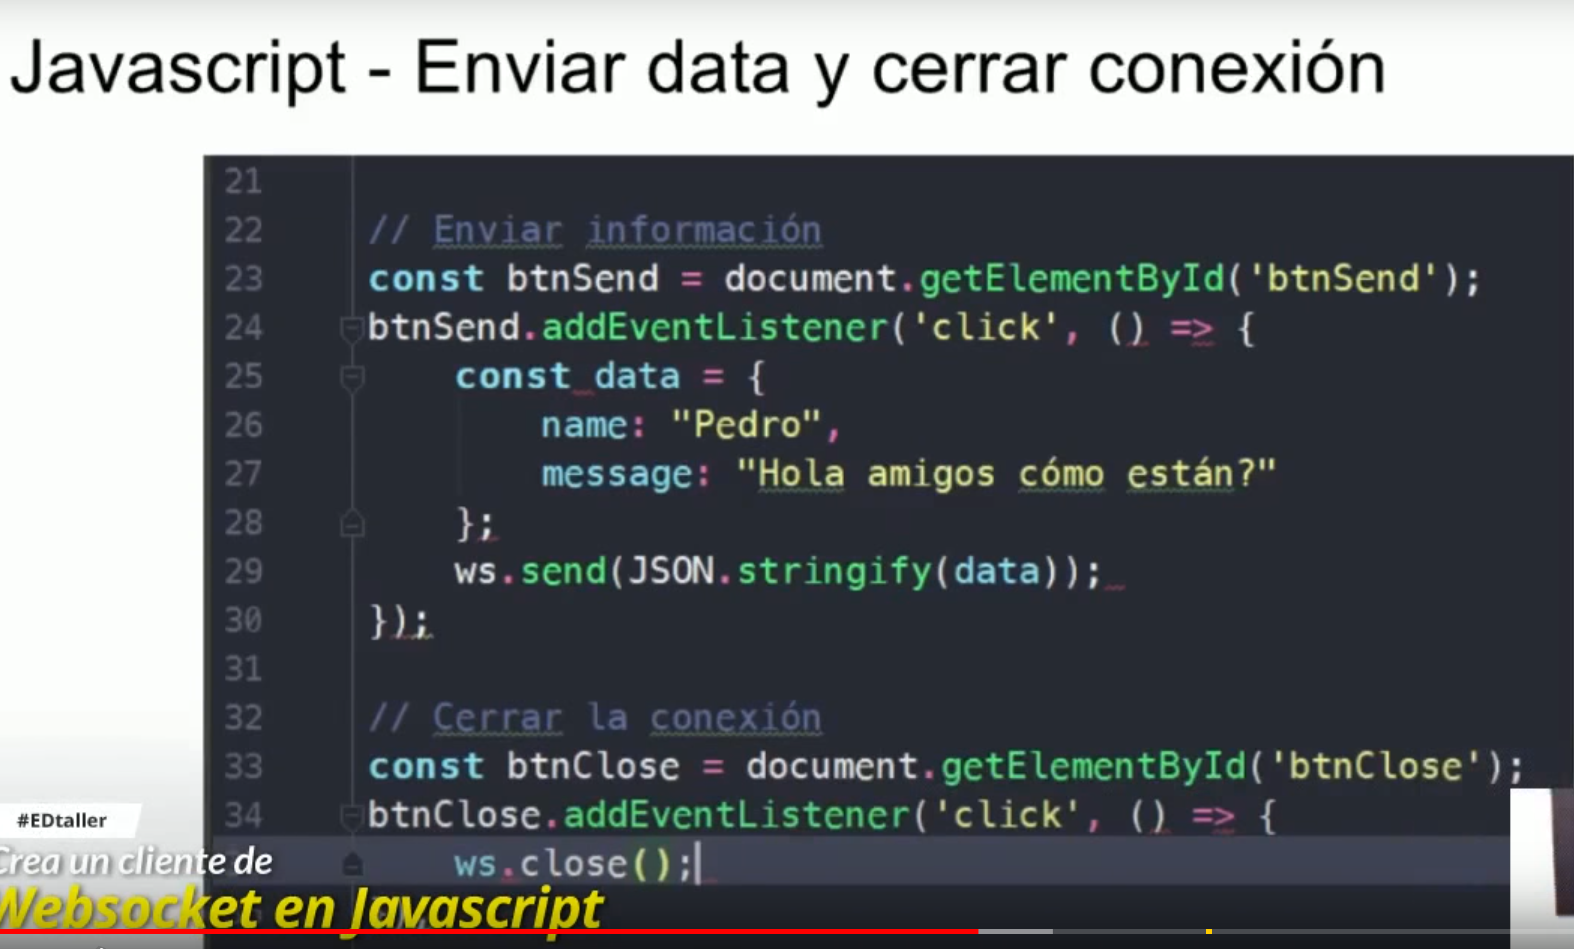 Javascript - Enviar data y cerrar conexión
21
22 // Enviar información
23 const btnSend = document.getElementById('btnSend');
24 btnSend.addEventListener('click', () => {
25 const data = {
26 name: "Pedro",
27 message: "Hola amigos cómo están?"
28 };
29 ws.send(JSON.stringify(data));
30 });
31
32 // Cerrar la conexión
33 const btnClose = document.getElementById('btnClose');
34 btnClose.addEventListener('click', () => {
ws.close();
#EDtaller
Crea un cliente de
Websocket en Javascript